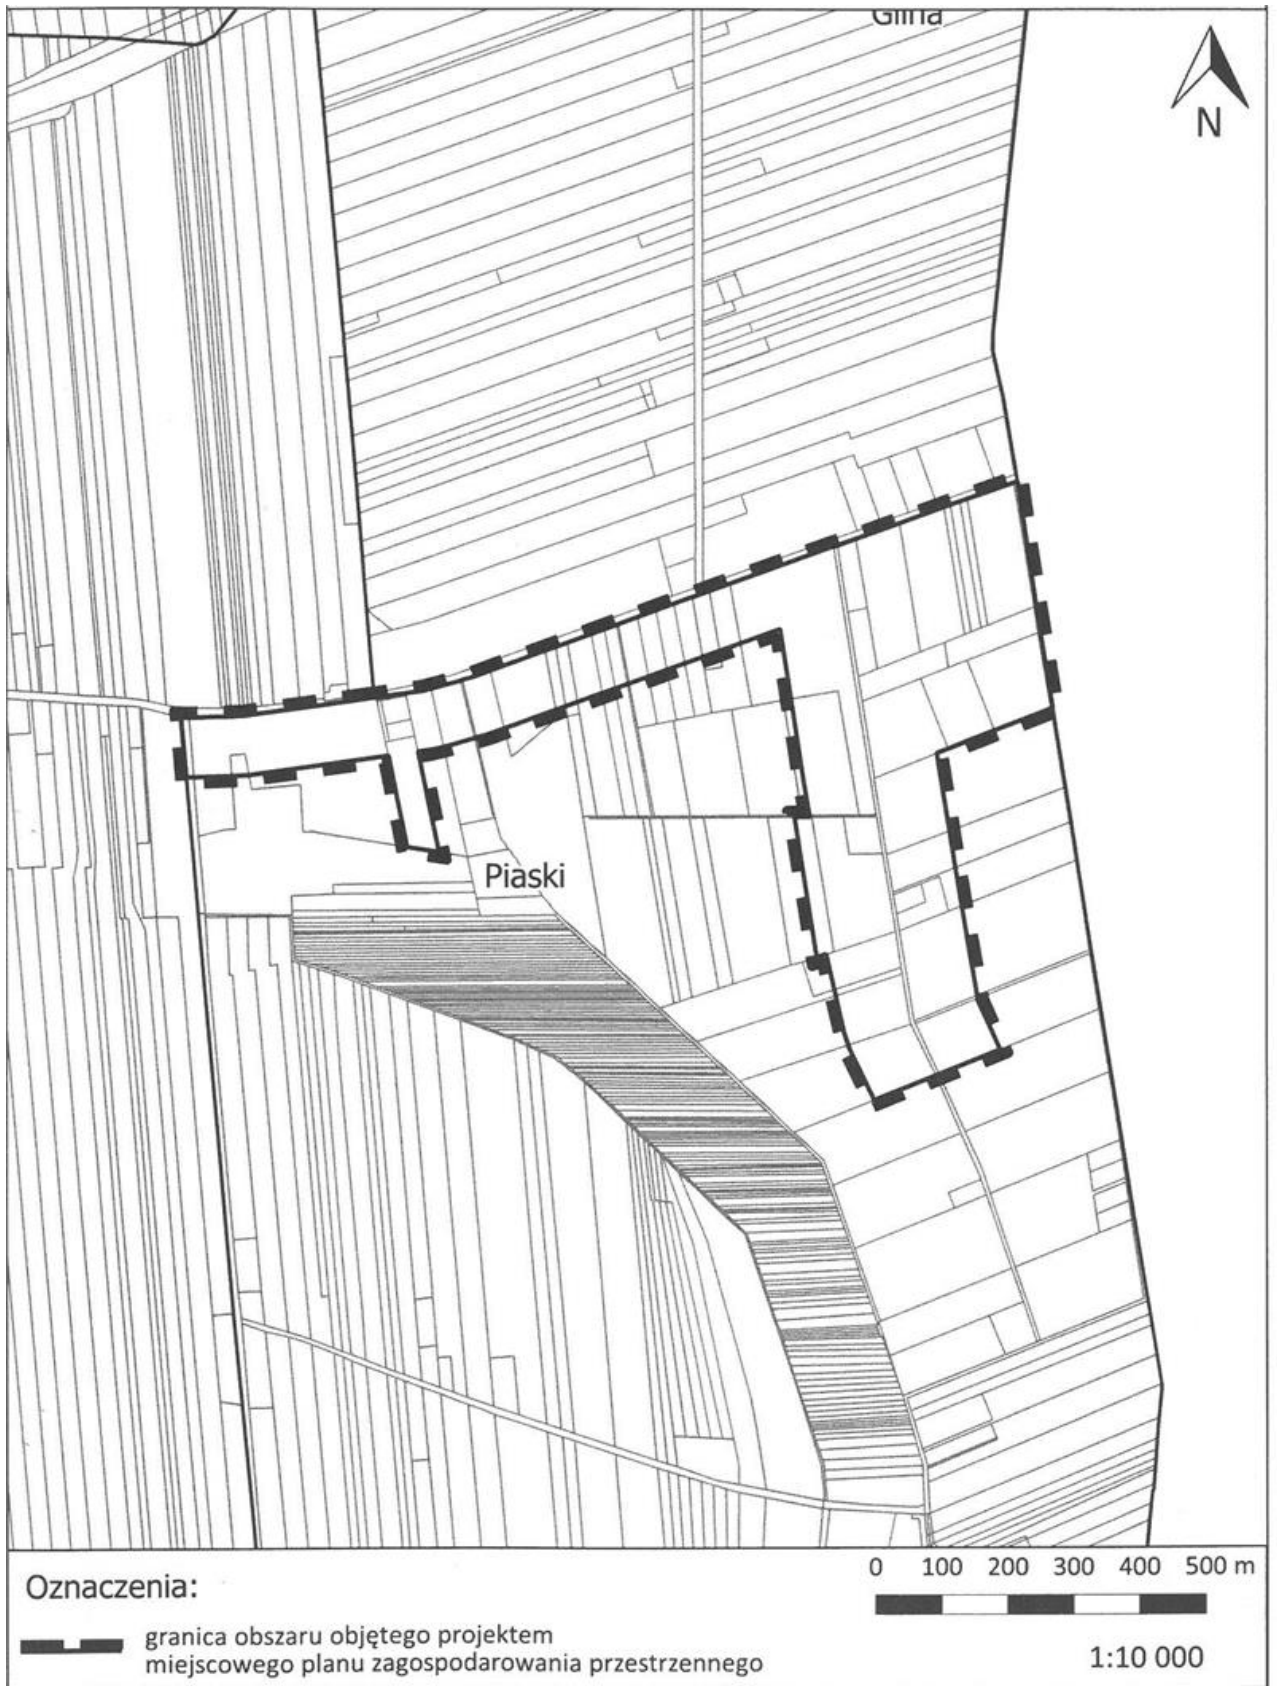 Glina
N
Piaski
Oznaczenia:
0 100 200 300 400 500 m
granica obszaru objętego projektem
miejscowego planu zagospodarowania przestrzennego
1:10 000